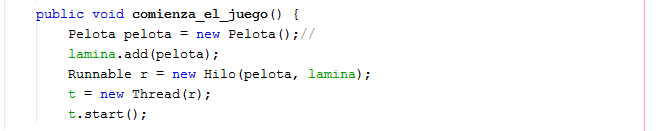 public void comienza_el_juego() {
Pelota pelota = new Pelota();//
lamina.add(pelota);
Runnable r = new Hilo(pelota, lamina);
t = new Thread(r);
t.start();